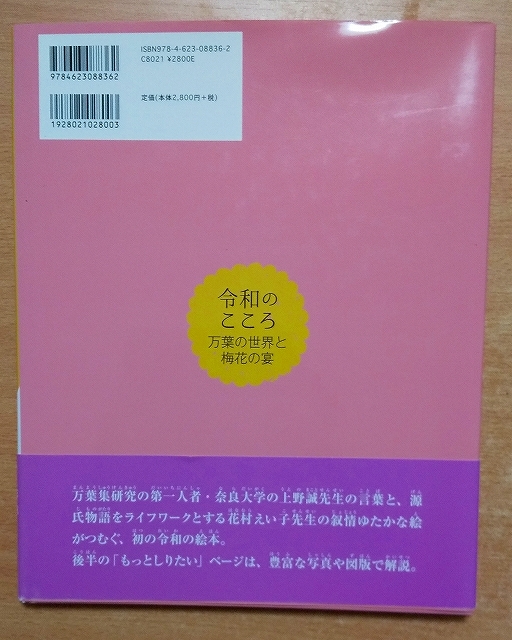 ISBN978-4-623-08836-2
C8021 ¥2800E
9784623088362
定価(本体2,800円+税)
1928021028003
令和の
こころ
万葉の世界と
梅花の宴
万葉集研究の第一人者・奈良大学の上野誠先生の言葉と、源
氏物語をライフワークとする花村えい子先生の叙情ゆたかな絵
がつむぐ、初の令和の絵本。
後半の「もっとしりたい」ページは、豊富な写真や図版で解説。